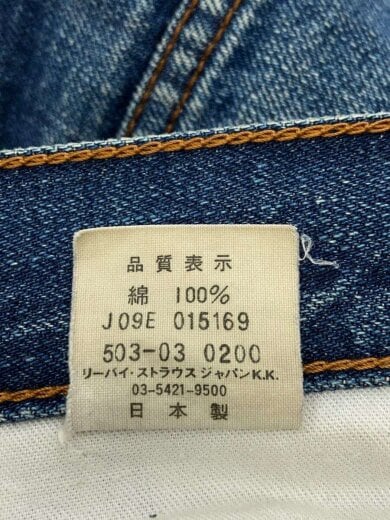 品質表示
綿 100%
J09E 015169
503-03 0200
リーバイ・ストラウス ジャパンK.K.
03-5421-9500
日本製